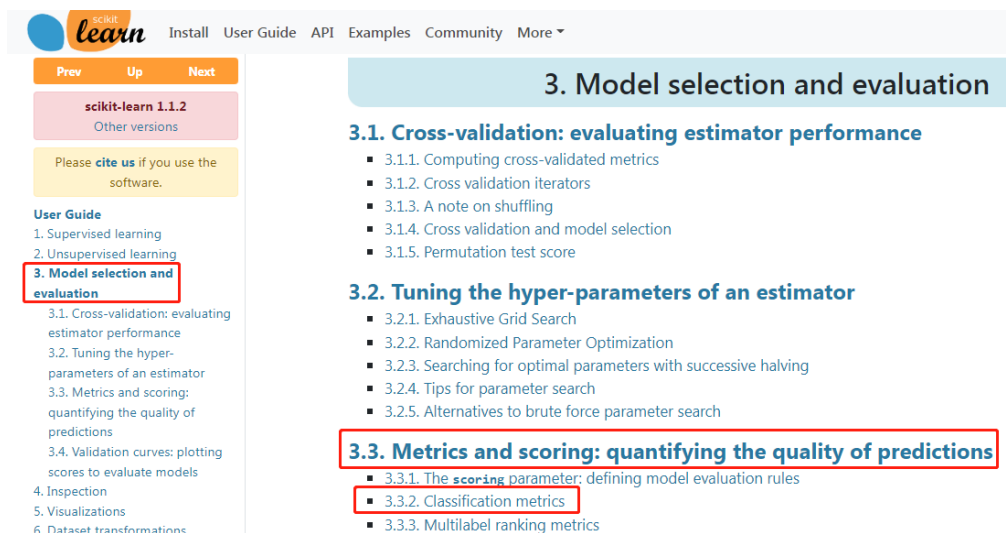 scikit
learn
Install User Guide API Examples Community More
Prev Up Next
scikit-learn 1.1.2
Other versions
Please cite us if you use the
software.
User Guide
1. Supervised learning
2. Unsupervised learning
3. Model selection and
evaluation
3.1. Cross-validation: evaluating
estimator performance
3.2. Tuning the hyper-
parameters of an estimator
3.3. Metrics and scoring:
quantifying the quality of
predictions
3.4. Validation curves: plotting
scores to evaluate models
4. Inspection
5. Visualizations
6. Dataset transformations
3. Model selection and evaluation
3.1. Cross-validation: evaluating estimator performance
3.1.1. Computing cross-validated metrics
3.1.2. Cross validation iterators
3.1.3. A note on shuffling
3.1.4. Cross validation and model selection
3.1.5. Permutation test score
3.2. Tuning the hyper-parameters of an estimator
3.2.1. Exhaustive Grid Search
3.2.2. Randomized Parameter Optimization
3.2.3. Searching for optimal parameters with successive halving
3.2.4. Tips for parameter search
3.2.5. Alternatives to brute force parameter search
3.3. Metrics and scoring: quantifying the quality of predictions
3.3.1. The scoring parameter: defining model evaluation rules
3.3.2. Classification metrics
3.3.3. Multilabel ranking metrics